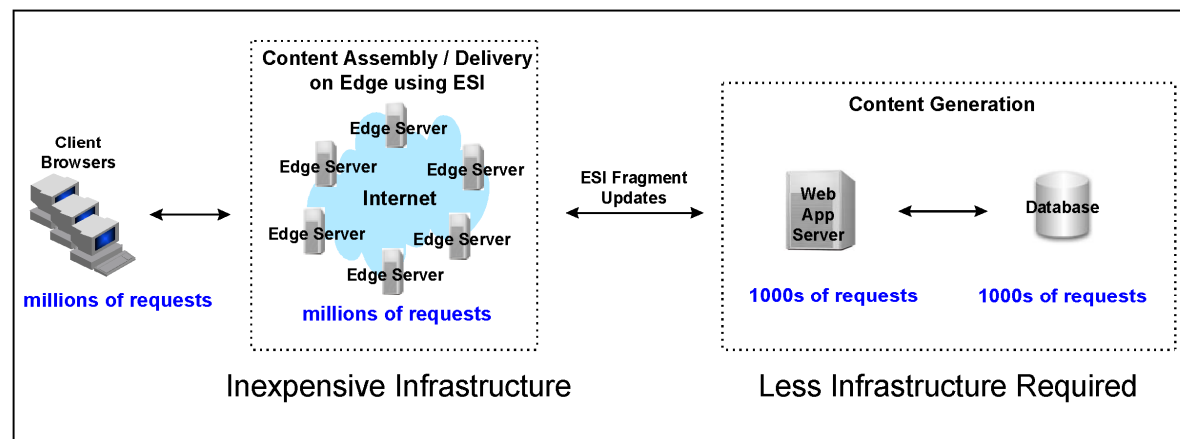 Content Assembly / Delivery
on Edge using ESI
Client
Browsers
millions of requests
Edge Server
Edge Server
Edge Server
Internet
Edge Server
Edge Server
Edge Server
millions of requests
ESI Fragment
Updates
Content Generation
Web
App
Server
Database
1000s of requests
1000s of requests
Inexpensive Infrastructure
Less Infrastructure Required